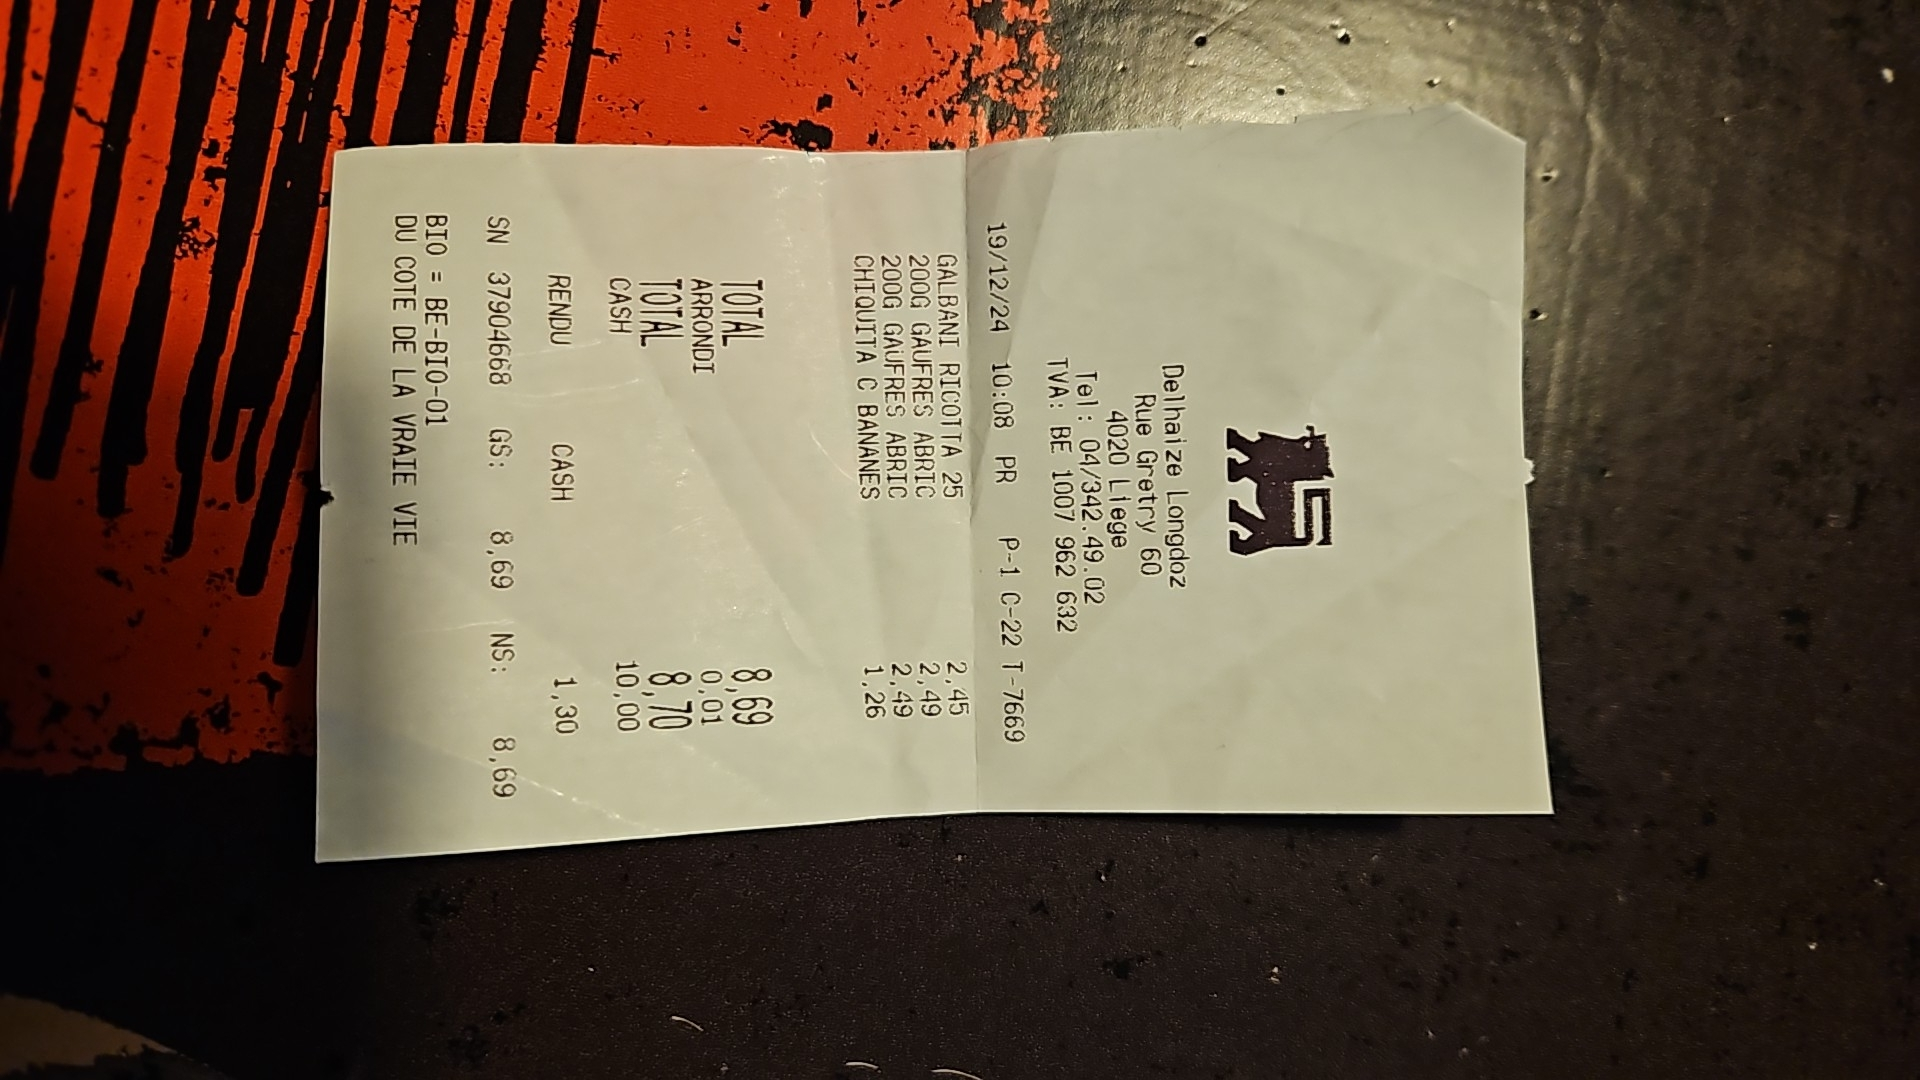 Delhaize Longdoz
Rue Gretry 60
4020 Liege
Tel: 04/342.49.02
TVA: BE 1007 962 632
19/12/24 10:08 PR P-1 C-22 T-7669
GALBANI RICOTTA 25 2,45
200G GAUFRES ABRIC 2,49
200G GAUFRES ABRIC 2,49
CHIQUITA C BANANES 1,26
TOTAL 8,69
ARRONDI 0,01
TOTAL 8,70
CASH 10,00
RENDU CASH 1,30
SN 37904668 GS: 8,69 NS: 8,69
BIO = BE-BIO-01
DU COTE DE LA VRAIE VIE